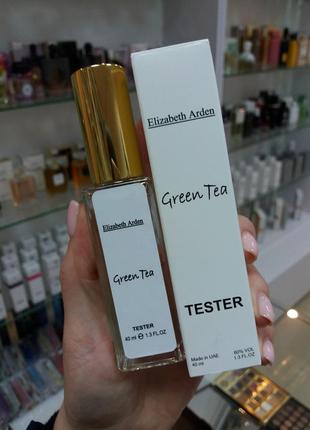 Elizabeth Arden
Green Tea
TESTER
40 ml ℮ 1.3 FL.OZ
Elizabeth Arden
Green Tea
TESTER
Made in UAE
40 ml
80% VOL
1.3 FL.OZ